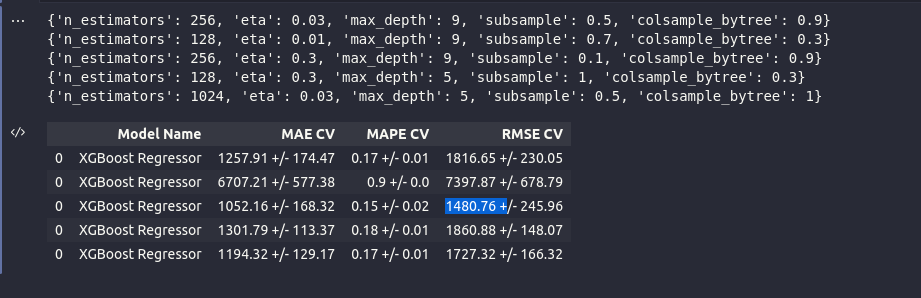 {'n_estimators': 256, 'eta': 0.03, 'max_depth': 9, 'subsample': 0.5, 'colsample_bytree': 0.9}
{'n_estimators': 128, 'eta': 0.01, 'max_depth': 9, 'subsample': 0.7, 'colsample_bytree': 0.3}
{'n_estimators': 256, 'eta': 0.3, 'max_depth': 9, 'subsample': 0.1, 'colsample_bytree': 0.9}
{'n_estimators': 128, 'eta': 0.3, 'max_depth': 5, 'subsample': 1, 'colsample_bytree': 0.3}
{'n_estimators': 1024, 'eta': 0.03, 'max_depth': 5, 'subsample': 0.5, 'colsample_bytree': 1}
Model Name MAE CV MAPE CV RMSE CV
0 XGBoost Regressor 1257.91 +/- 174.47 0.17 +/- 0.01 1816.65 +/- 230.05
0 XGBoost Regressor 6707.21 +/- 577.38 0.9 +/- 0.0 7397.87 +/- 678.79
0 XGBoost Regressor 1052.16 +/- 168.32 0.15 +/- 0.02 1480.76 +/- 245.96
0 XGBoost Regressor 1301.79 +/- 113.37 0.18 +/- 0.01 1860.88 +/- 148.07
0 XGBoost Regressor 1194.32 +/- 129.17 0.17 +/- 0.01 1727.32 +/- 166.32